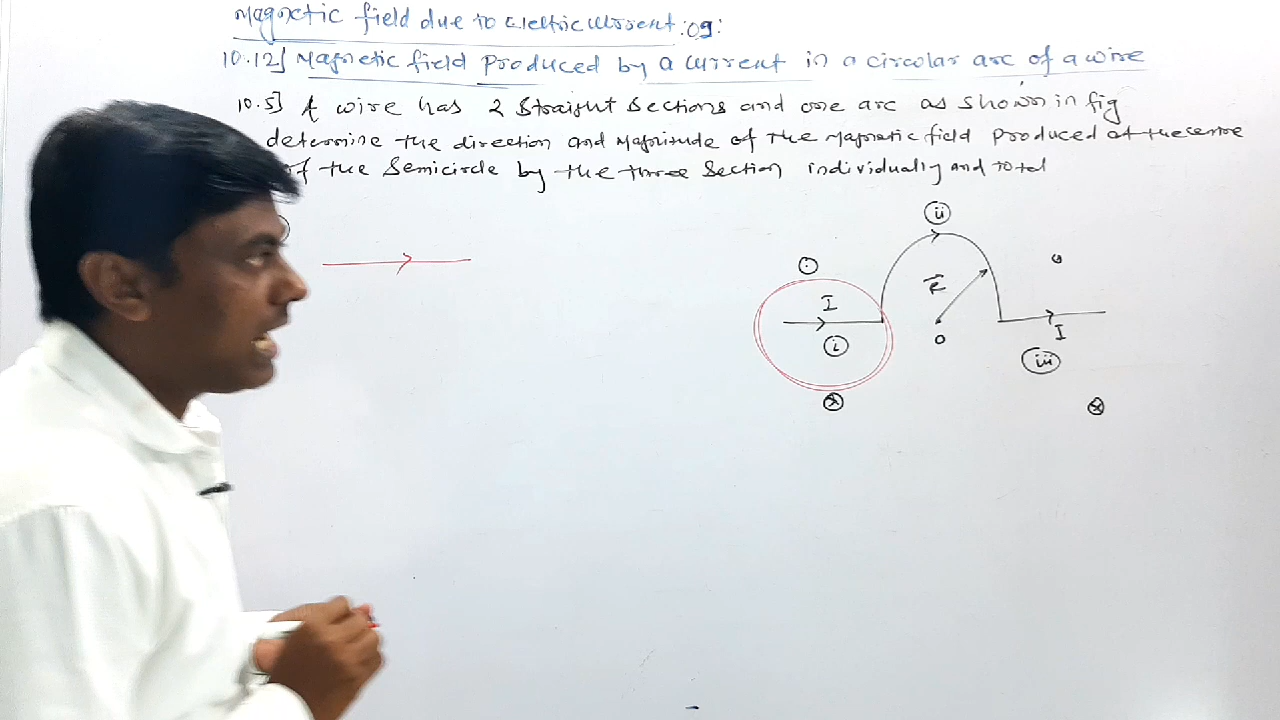 Magnetic field due to Electric current: 09:
10.12] Magnetic field Produced by a current in a circular arc of a wire
10.5] A wire has 2 Straight Sections and one arc as shown in fig
determine the direction and Magnitude of The Magnetic field Produced at the centre
of the Semicircle by the three Section individually and total
ii
I
R
i
O
I
iii